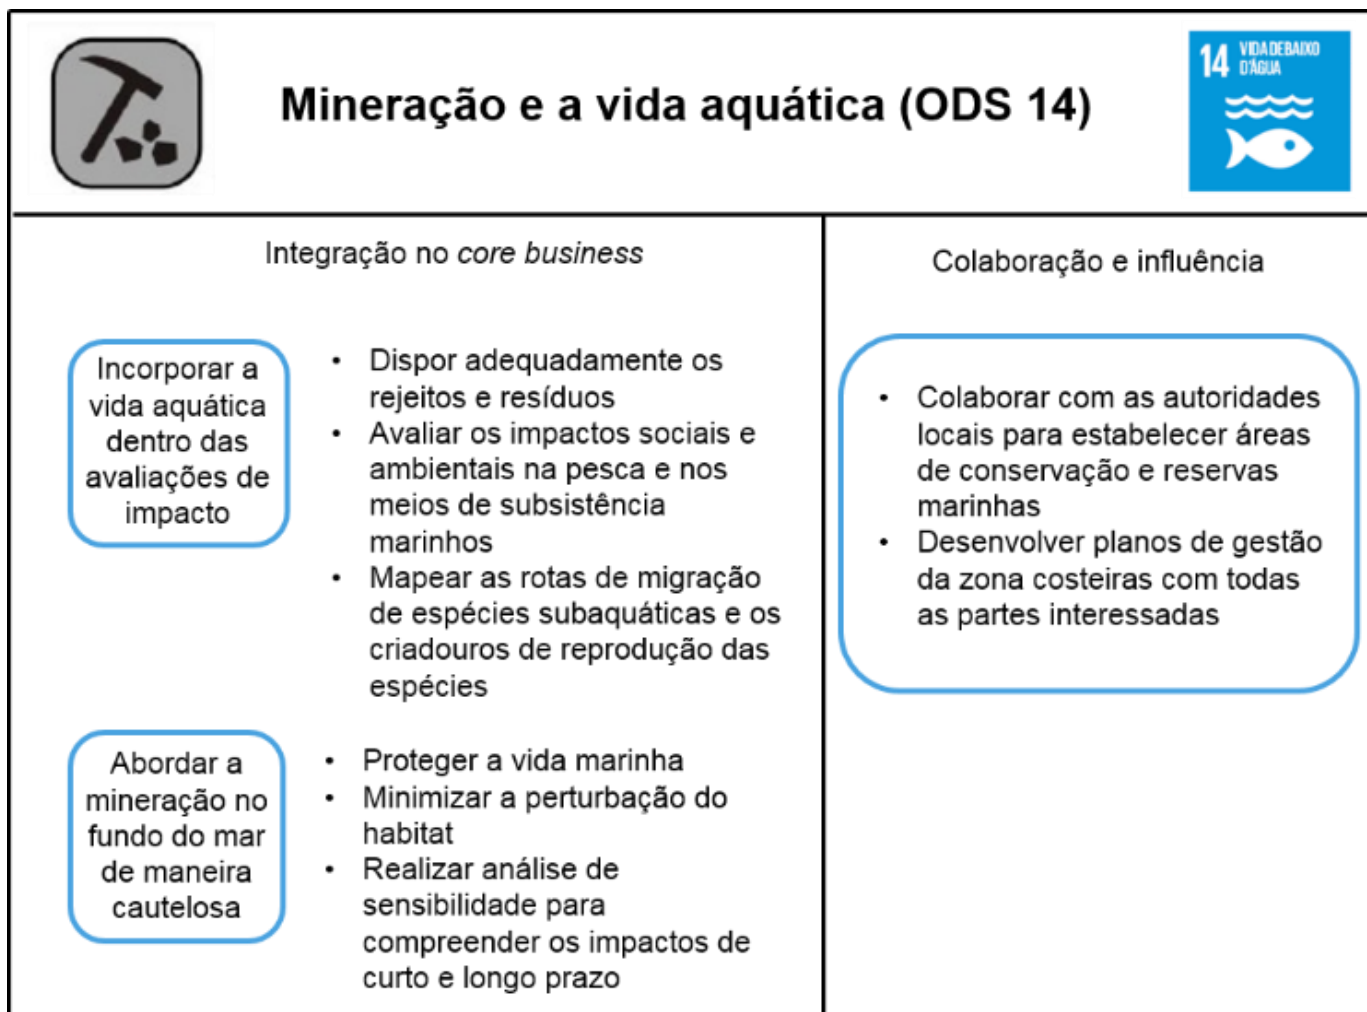 Mineração e a vida aquática (ODS 14)
14 VIDA DEBAIXO
D'ÁGUA
Integração no core business
Incorporar a
vida aquática
dentro das
avaliações de
impacto
• Dispor adequadamente os
rejeitos e resíduos
• Avaliar os impactos sociais e
ambientais na pesca e nos
meios de subsistência
marinhos
• Mapear as rotas de migração
de espécies subaquáticas e os
criadouros de reprodução das
espécies
Abordar a
mineração no
fundo do mar
de maneira
cautelosa
• Proteger a vida marinha
• Minimizar a perturbação do
habitat
• Realizar análise de
sensibilidade para
compreender os impactos de
curto e longo prazo
Colaboração e influência
• Colaborar com as autoridades
locais para estabelecer áreas
de conservação e reservas
marinhas
• Desenvolver planos de gestão
da zona costeiras com todas
as partes interessadas